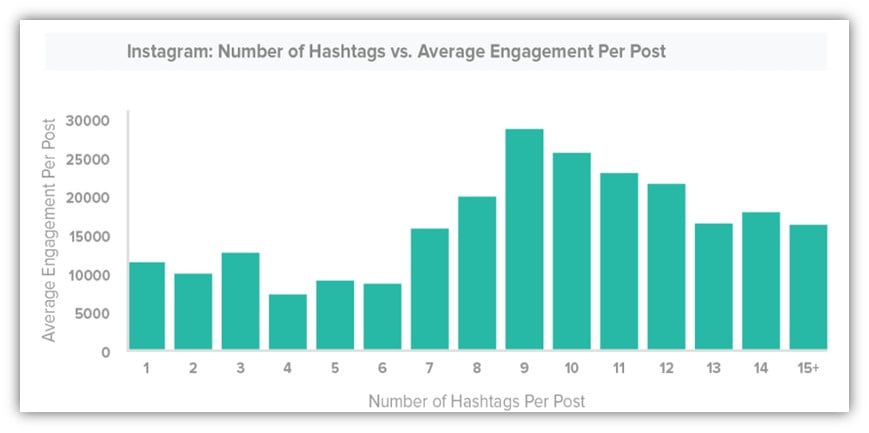 Instagram: Number of Hashtags vs. Average Engagement Per Post
Average Engagement Per Post
30000
25000
20000
15000
10000
5000
0
1 2 3 4 5 6 7 8 9 10 11 12 13 14 15+
Number of Hashtags Per Post